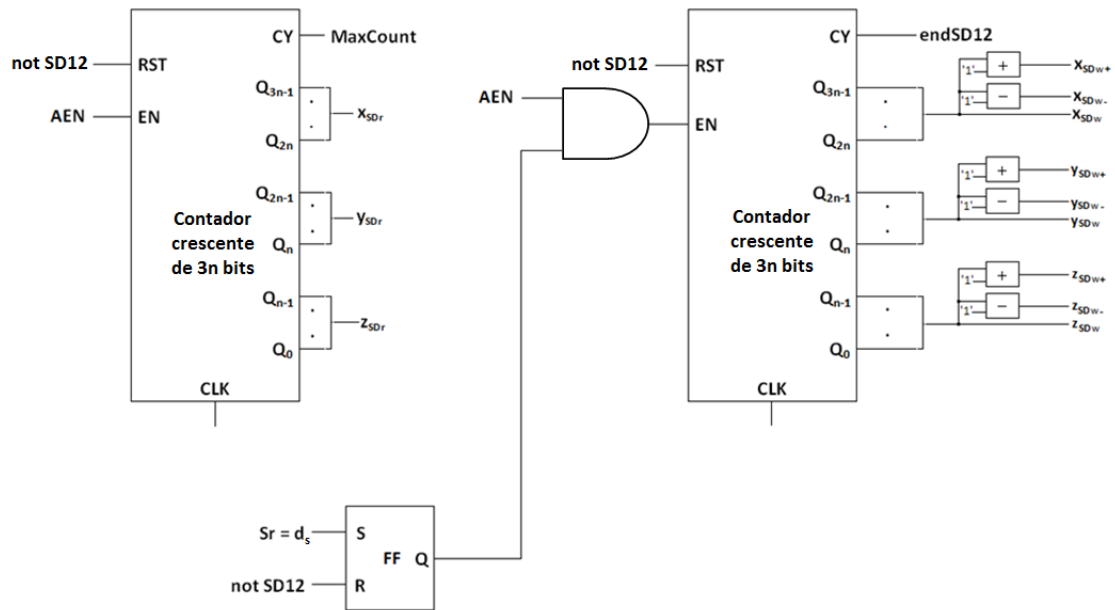 not SD12
AEN
RST
EN
CY
MaxCount
Q3n-1
Q2n
xSDr
Q2n-1
Qn
ySDr
Qn-1
Q0
zSDr
Contador
crescente
de 3n bits
CLK
not SD12
AEN
RST
EN
CY
endSD12
Q3n-1
Q2n
'1'
+
xSDw+
'1'
−
xSDw-
xSDw
Q2n-1
Qn
'1'
+
ySDw+
'1'
−
ySDw-
ySDw
Qn-1
Q0
'1'
+
zSDw+
'1'
−
zSDw-
zSDw
Contador
crescente
de 3n bits
CLK
Sr = ds
not SD12
S
R
FF
Q